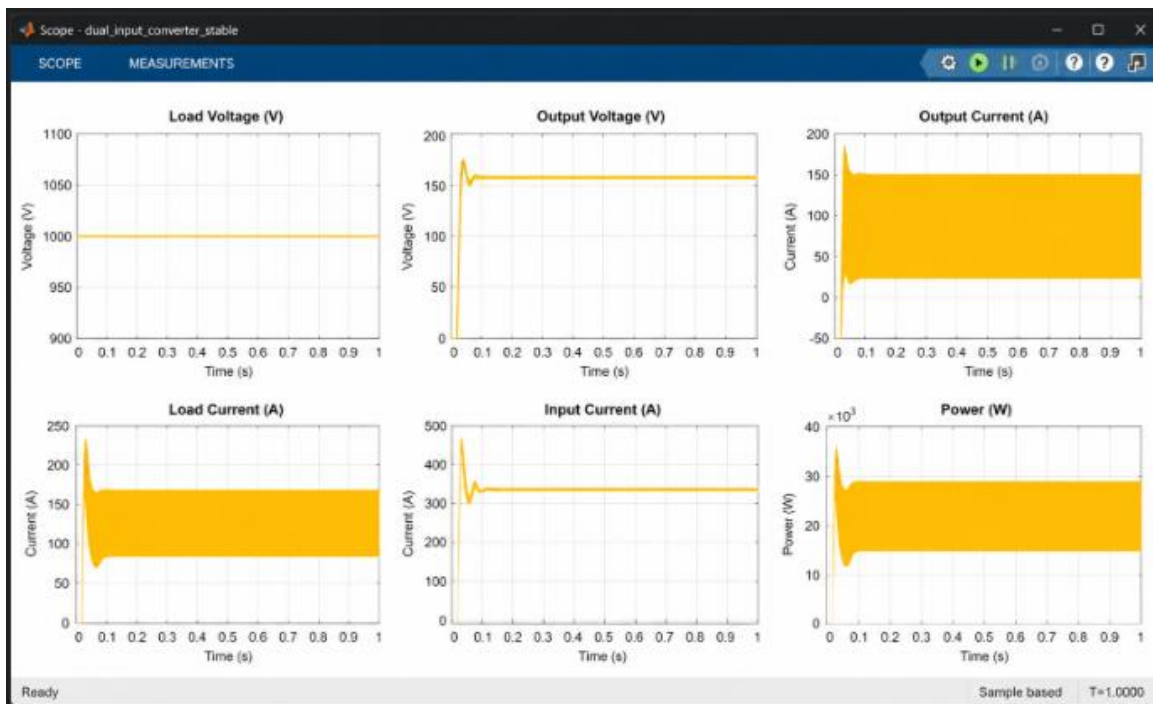 Scope - dual_input_converter_stable
SCOPE MEASUREMENTS
Load Voltage (V)
1100
1050
1000
950
900
Voltage (V)
0 0.1 0.2 0.3 0.4 0.5 0.6 0.7 0.8 0.9 1
Time (s)
Output Voltage (V)
200
150
100
50
0
Voltage (V)
0 0.1 0.2 0.3 0.4 0.5 0.6 0.7 0.8 0.9 1
Time (s)
Output Current (A)
200
150
100
50
0
-50
Current (A)
0 0.1 0.2 0.3 0.4 0.5 0.6 0.7 0.8 0.9 1
Time (s)
Load Current (A)
250
200
150
100
50
0
Current (A)
0 0.1 0.2 0.3 0.4 0.5 0.6 0.7 0.8 0.9 1
Time (s)
Input Current (A)
500
400
300
200
100
0
Current (A)
0 0.1 0.2 0.3 0.4 0.5 0.6 0.7 0.8 0.9 1
Time (s)
Power (W)
×10³
40
30
20
10
0
Power (W)
0 0.1 0.2 0.3 0.4 0.5 0.6 0.7 0.8 0.9 1
Time (s)
Ready Sample based T=1.0000